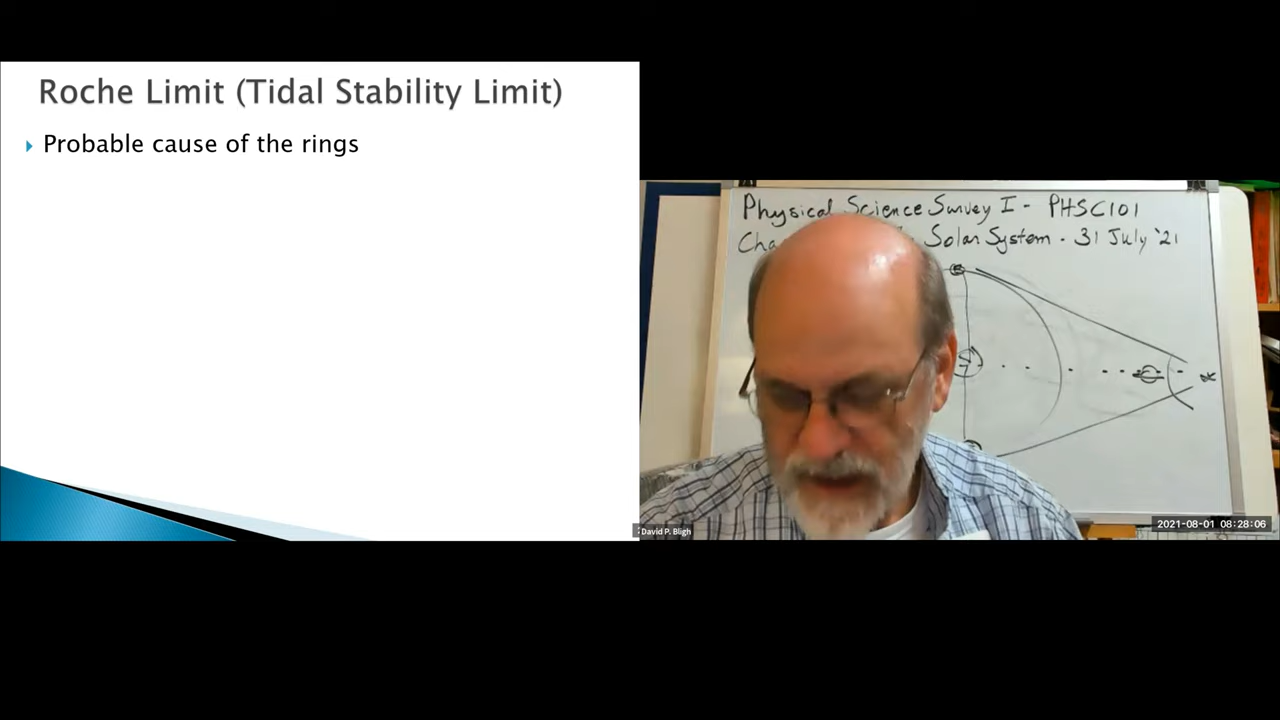 Roche Limit (Tidal Stability Limit)
Probable cause of the rings
Physical Science Survey I - PHSC101
Cha Solar System - 31 July '21
David P. Bligh
2021-08-01 08:28:06